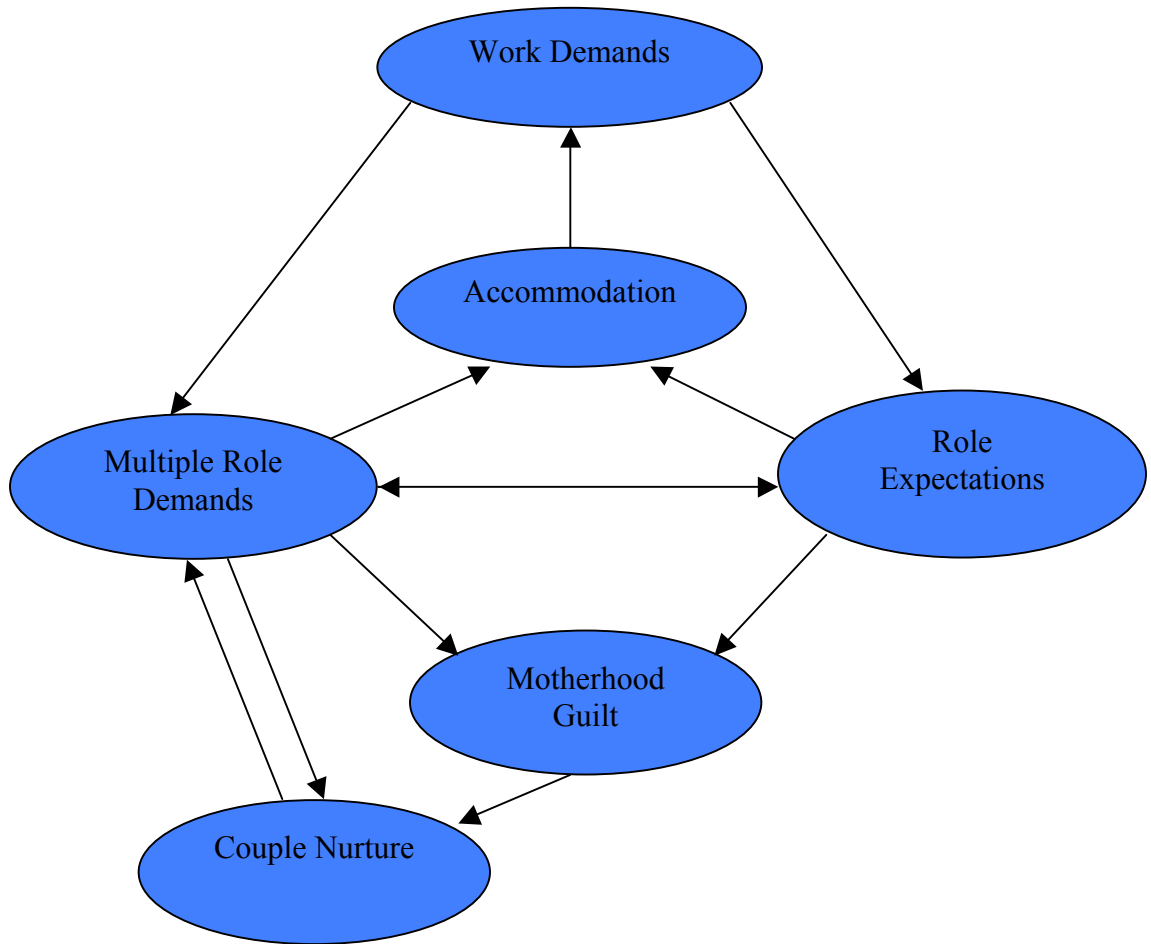 Work Demands
Accommodation
Multiple Role
Demands
Role
Expectations
Motherhood
Guilt
Couple Nurture